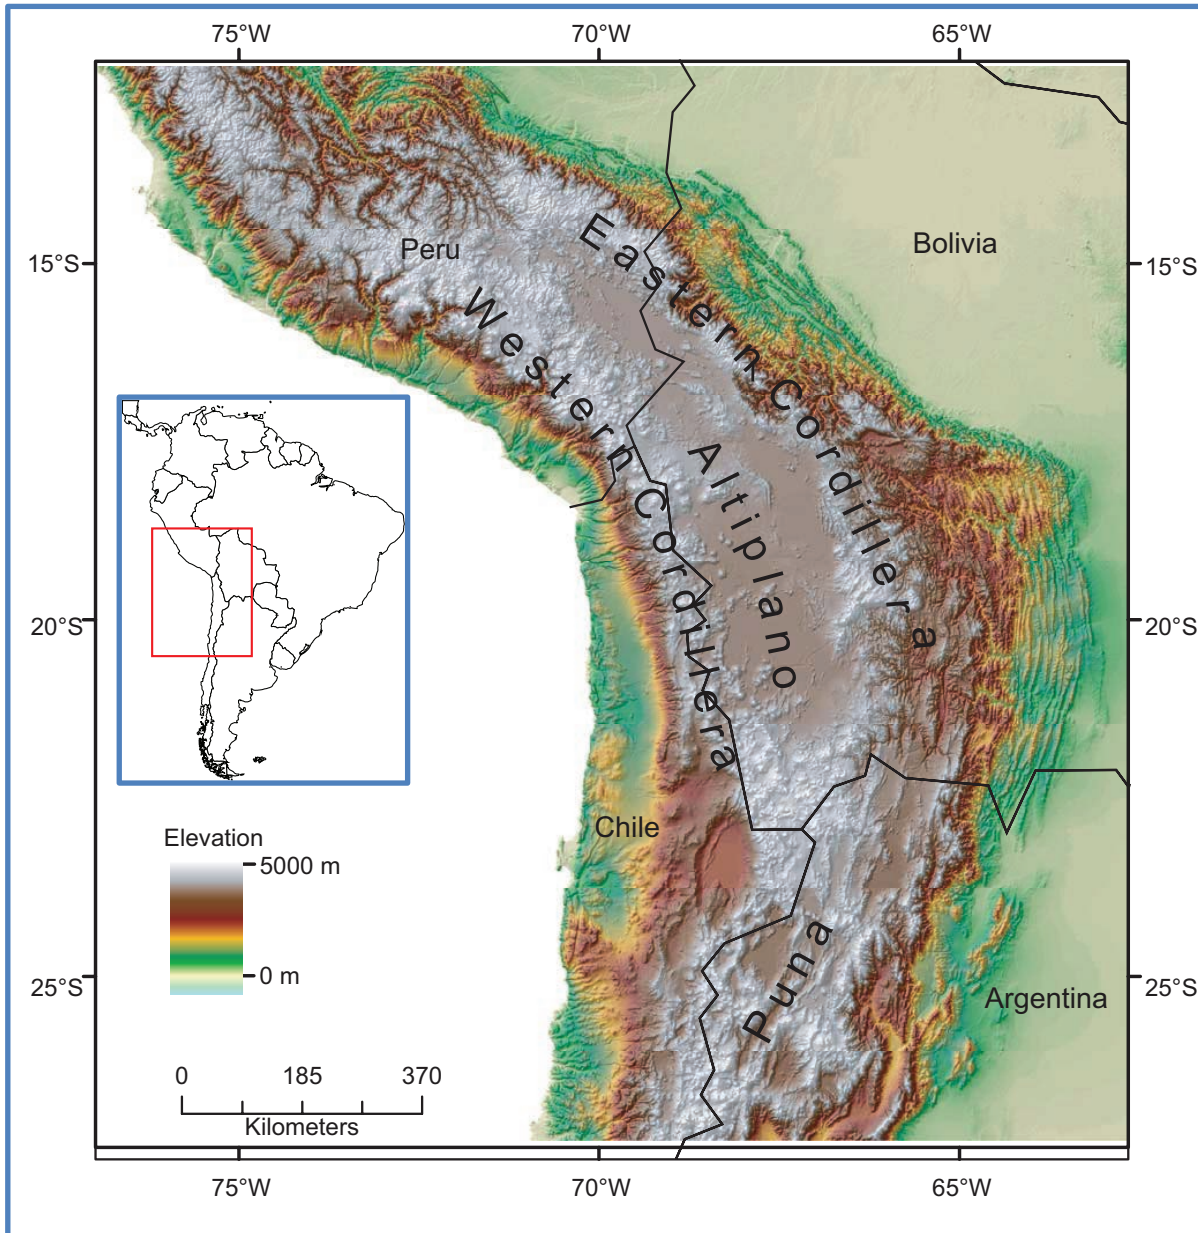 75°W 70°W 65°W
15°S
15°S
Peru
Bolivia
Eastern Cordillera
Western Cordillera
Altiplano
20°S
20°S
Chile
Elevation
5000 m
0 m
Puna
25°S
25°S
Argentina
0 185 370
Kilometers
75°W 70°W 65°W